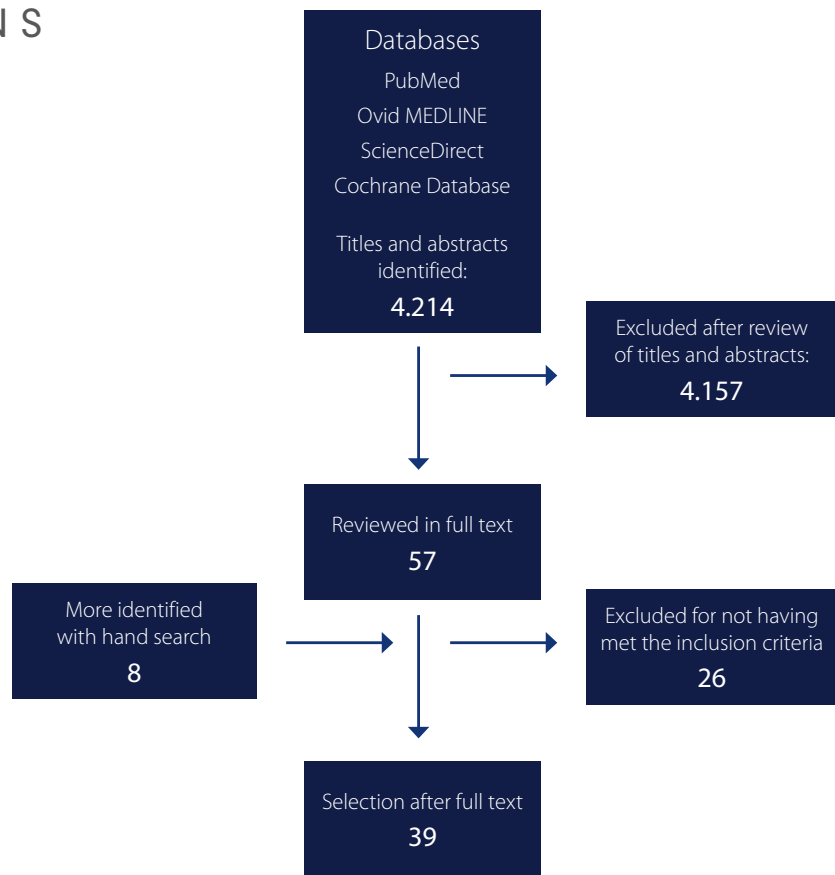 N S
Databases
PubMed
Ovid MEDLINE
ScienceDirect
Cochrane Database
Titles and abstracts
identified:
4.214
Excluded after review
of titles and abstracts:
4.157
Reviewed in full text
57
More identified
with hand search
8
Excluded for not having
met the inclusion criteria
26
Selection after full text
39